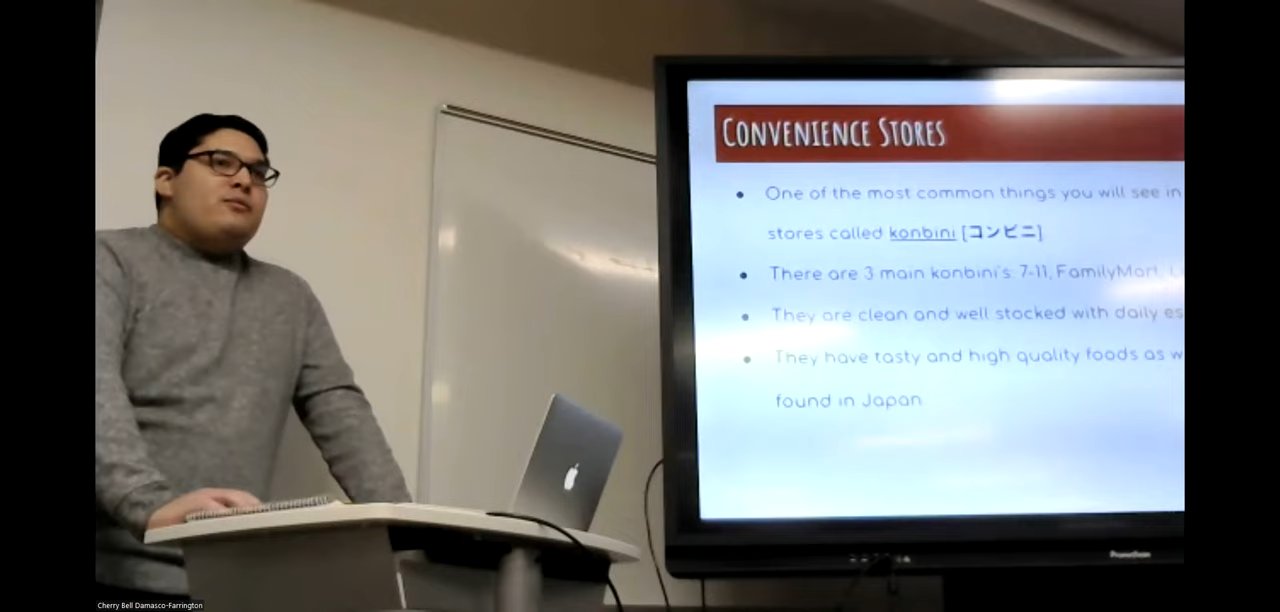 CONVENIENCE STORES
One of the most common things you will see in
stores called konbini [コンビニ]
There are 3 main konbini's: 7-11, FamilyMart,
They are clean and well stocked with daily es
They have tasty and high quality foods as w
found in Japan
Promethean
Cherry Bell Damasco-Farrington